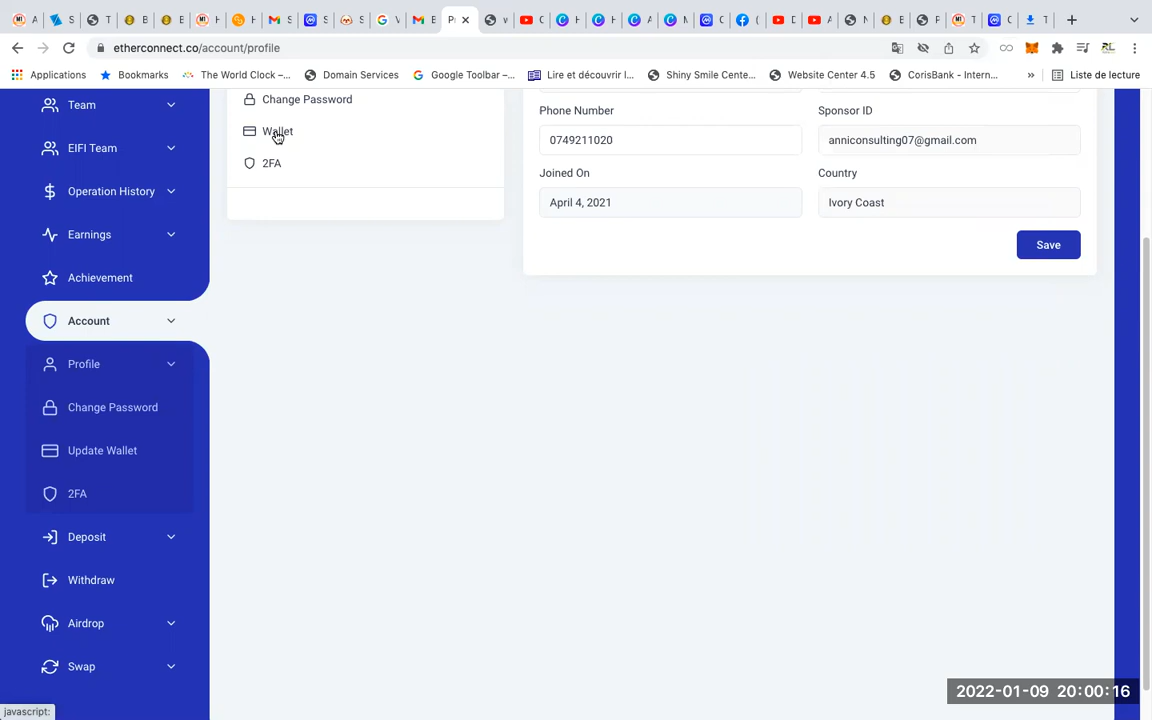 A
S
T
B
B
H
H
S
S
S
C
V
B
P
w
C
H
H
A
M
C
(
D
A
N
E
P
T
C
T
etherconnect.co/account/profile
Applications
Bookmarks
The World Clock –...
Domain Services
Google Toolbar –...
Lire et découvrir l'...
Shiny Smile Cente...
Website Center 4.5
CorisBank – Intern...
»
Liste de lecture
Team
EIFI Team
Operation History
Earnings
Achievement
Account
Profile
Change Password
Update Wallet
2FA
Deposit
Withdraw
Airdrop
Swap
Change Password
Wallet
2FA
Phone Number
Sponsor ID
0749211020
anniconsulting07@gmail.com
Joined On
Country
April 4, 2021
Ivory Coast
Save
2022-01-09 20:00:16
javascript: